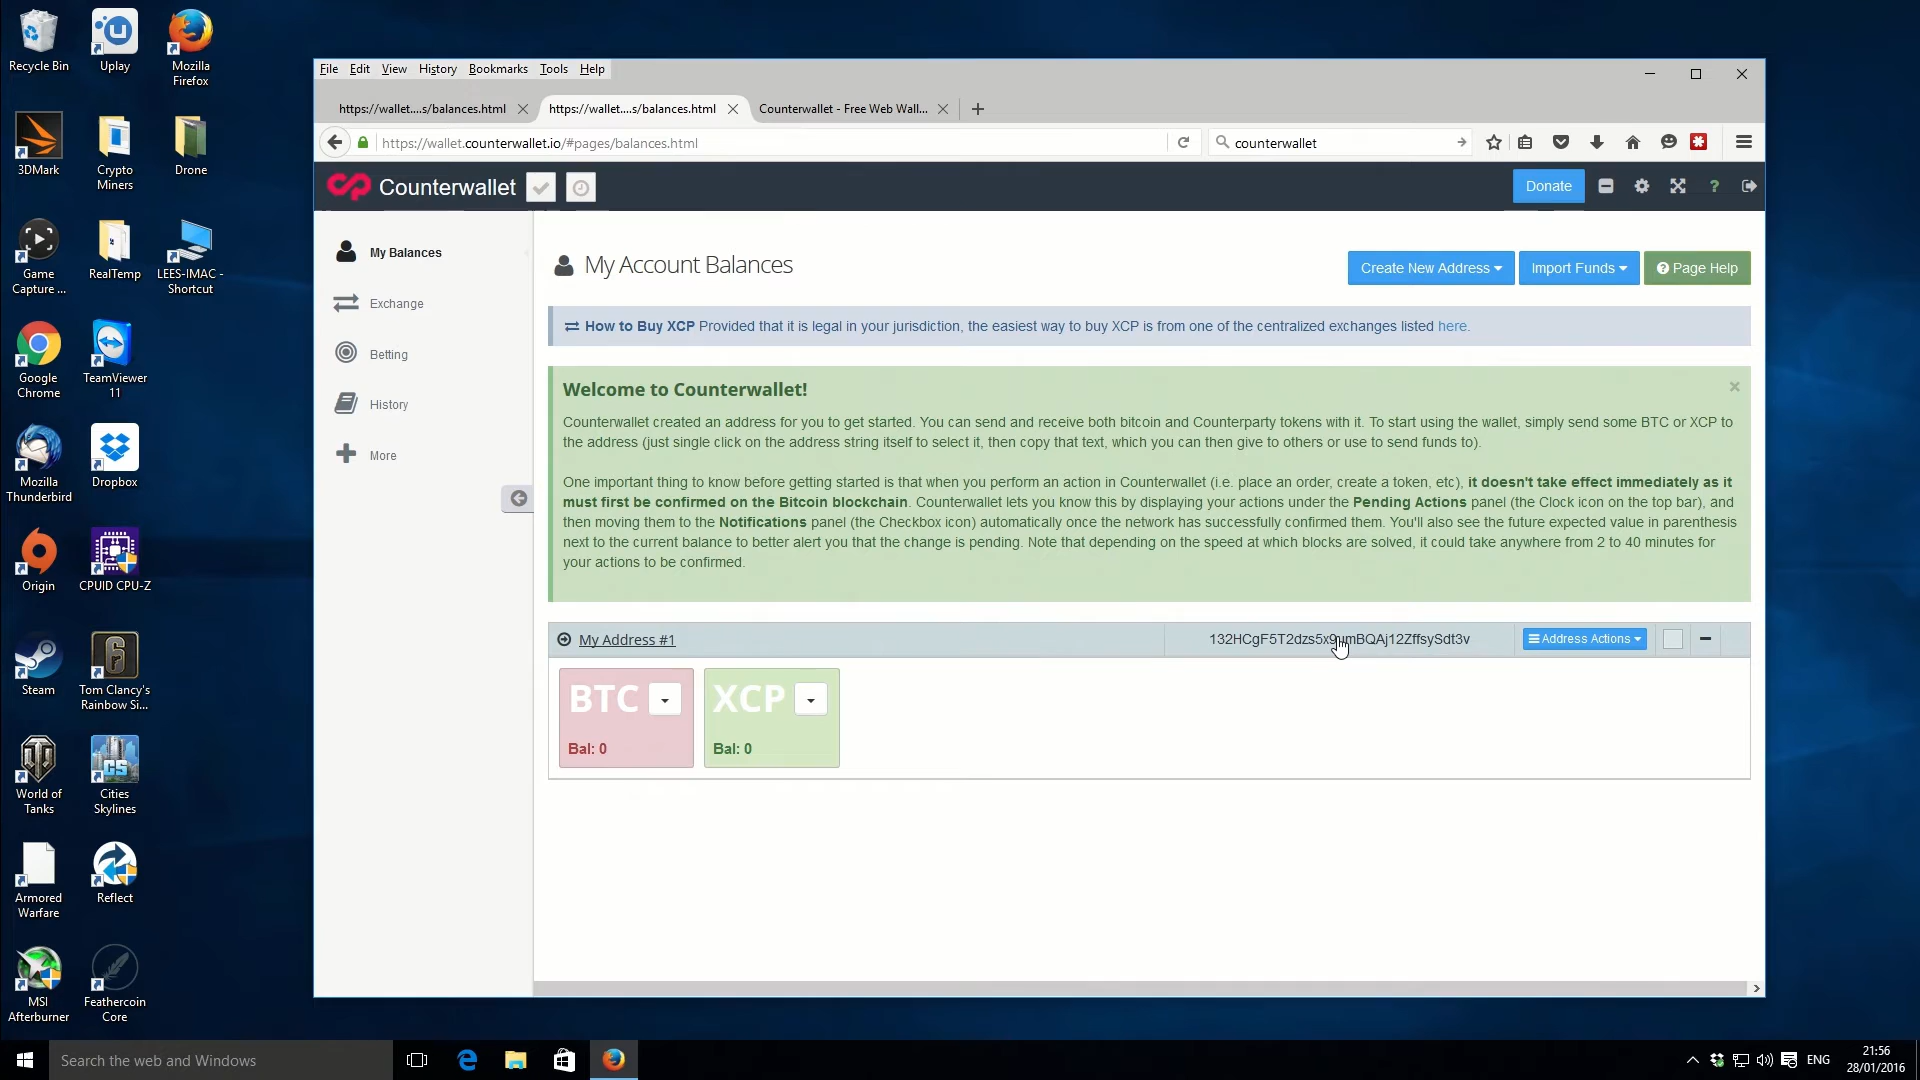 Recycle Bin
Uplay
Mozilla
Firefox
3DMark
Crypto
Miners
Drone
Game
Capture ...
RealTemp
LEES-IMAC -
Shortcut
Google
Chrome
TeamViewer
11
Mozilla
Thunderbird
Dropbox
Origin
CPUID CPU-Z
Steam
Tom Clancy's
Rainbow Si...
World of
Tanks
Cities
Skylines
Armored
Warfare
Reflect
MSI
Afterburner
Feathercoin
Core
File Edit View History Bookmarks Tools Help
https://wallet....s/balances.html
https://wallet....s/balances.html
Counterwallet - Free Web Wall...
https://wallet.counterwallet.io/#pages/balances.html
counterwallet
Counterwallet
Donate
My Balances
Exchange
Betting
History
More
My Account Balances
Create New Address
Import Funds
Page Help
How to Buy XCP Provided that it is legal in your jurisdiction, the easiest way to buy XCP is from one of the centralized exchanges listed here.
Welcome to Counterwallet!
Counterwallet created an address for you to get started. You can send and receive both bitcoin and Counterparty tokens with it. To start using the wallet, simply send some BTC or XCP to
the address (just single click on the address string itself to select it, then copy that text, which you can then give to others or use to send funds to).
One important thing to know before getting started is that when you perform an action in Counterwallet (i.e. place an order, create a token, etc), it doesn't take effect immediately as it
must first be confirmed on the Bitcoin blockchain. Counterwallet lets you know this by displaying your actions under the Pending Actions panel (the Clock icon on the top bar), and
then moving them to the Notifications panel (the Checkbox icon) automatically once the network has successfully confirmed them. You'll also see the future expected value in parenthesis
next to the current balance to better alert you that the change is pending. Note that depending on the speed at which blocks are solved, it could take anywhere from 2 to 40 minutes for
your actions to be confirmed.
My Address #1
Address Actions
BTC
Bal: 0
XCP
Bal: 0
Search the web and Windows
ENG
21:56
28/01/2016